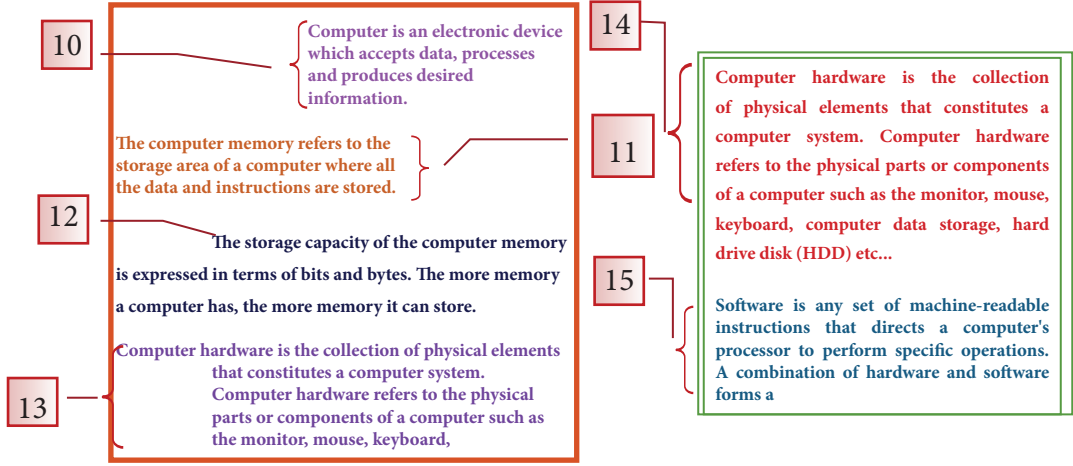 10
Computer is an electronic device
which accepts data, processes
and produces desired
information.
The computer memory refers to the
storage area of a computer where all
the data and instructions are stored.
12
The storage capacity of the computer memory
is expressed in terms of bits and bytes. The more memory
a computer has, the more memory it can store.
13
Computer hardware is the collection of physical elements
that constitutes a computer system.
Computer hardware refers to the physical
parts or components of a computer such as
the monitor, mouse, keyboard,
14
11
Computer hardware is the collection
of physical elements that constitutes a
computer system. Computer hardware
refers to the physical parts or components
of a computer such as the monitor, mouse,
keyboard, computer data storage, hard
drive disk (HDD) etc...
15
Software is any set of machine-readable
instructions that directs a computer's
processor to perform specific operations.
A combination of hardware and software
forms a